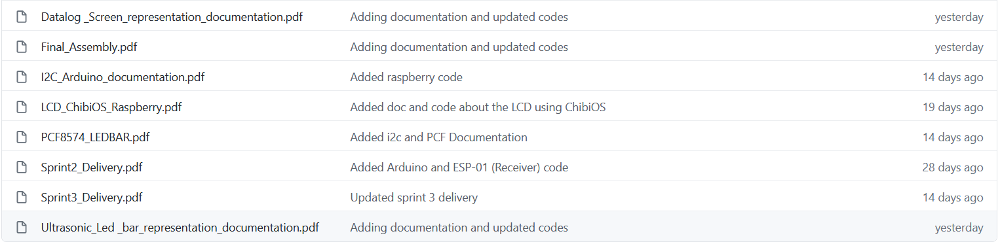 Datalog _Screen_representation_documentation.pdf Adding documentation and updated codes yesterday
Final_Assembly.pdf Adding documentation and updated codes yesterday
I2C_Arduino_documentation.pdf Added raspberry code 14 days ago
LCD_ChibiOS_Raspberry.pdf Added doc and code about the LCD using ChibiOS 19 days ago
PCF8574_LEDBAR.pdf Added i2c and PCF Documentation 14 days ago
Sprint2_Delivery.pdf Added Arduino and ESP-01 (Receiver) code 28 days ago
Sprint3_Delivery.pdf Updated sprint 3 delivery 14 days ago
Ultrasonic_Led _bar_representation_documentation.pdf Adding documentation and updated codes yesterday